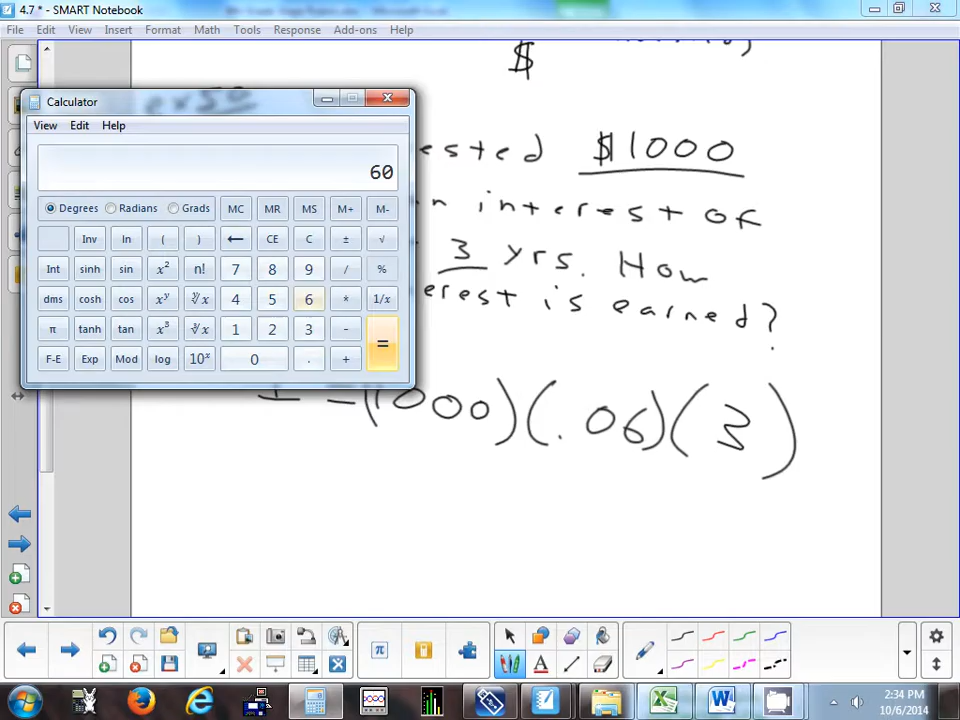 4.7 * - SMART Notebook
File Edit View Insert Format Math Tools Response Add-ons Help
$
ex
Calculator
View Edit Help
60
Degrees Radians Grads MC MR MS M+ M-
Inv ln ( ) ← CE C ± √
Int sinh sin x² n! 7 8 9 / %
dms cosh cos xʸ ʸ√x 4 5 6 * 1/x
π tanh tan x³ ³√x 1 2 3 - =
F-E Exp Mod log 10ˣ 0 . +
ested $1000
n interest of
3 yrs. How
erest is earned?
I = (1000)(.06)(3)
2:34 PM
10/6/2014